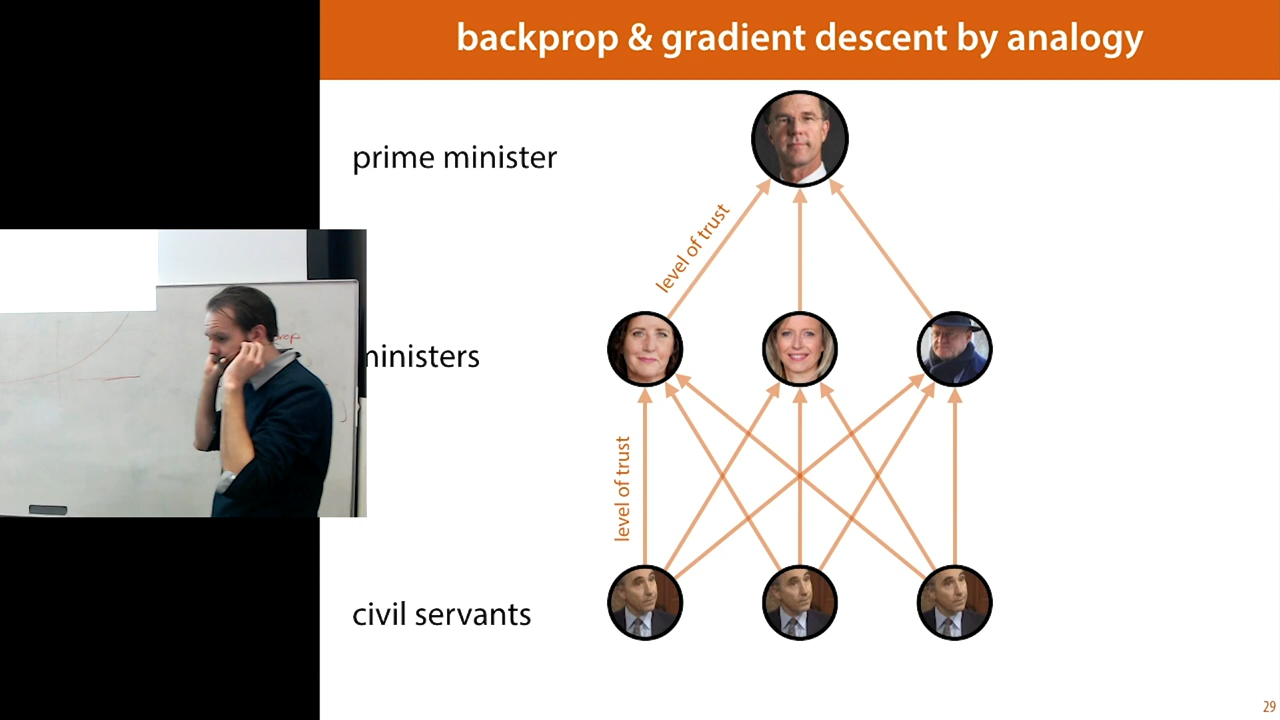 backprop & gradient descent by analogy
prime minister
level of trust
ministers
level of trust
civil servants
29